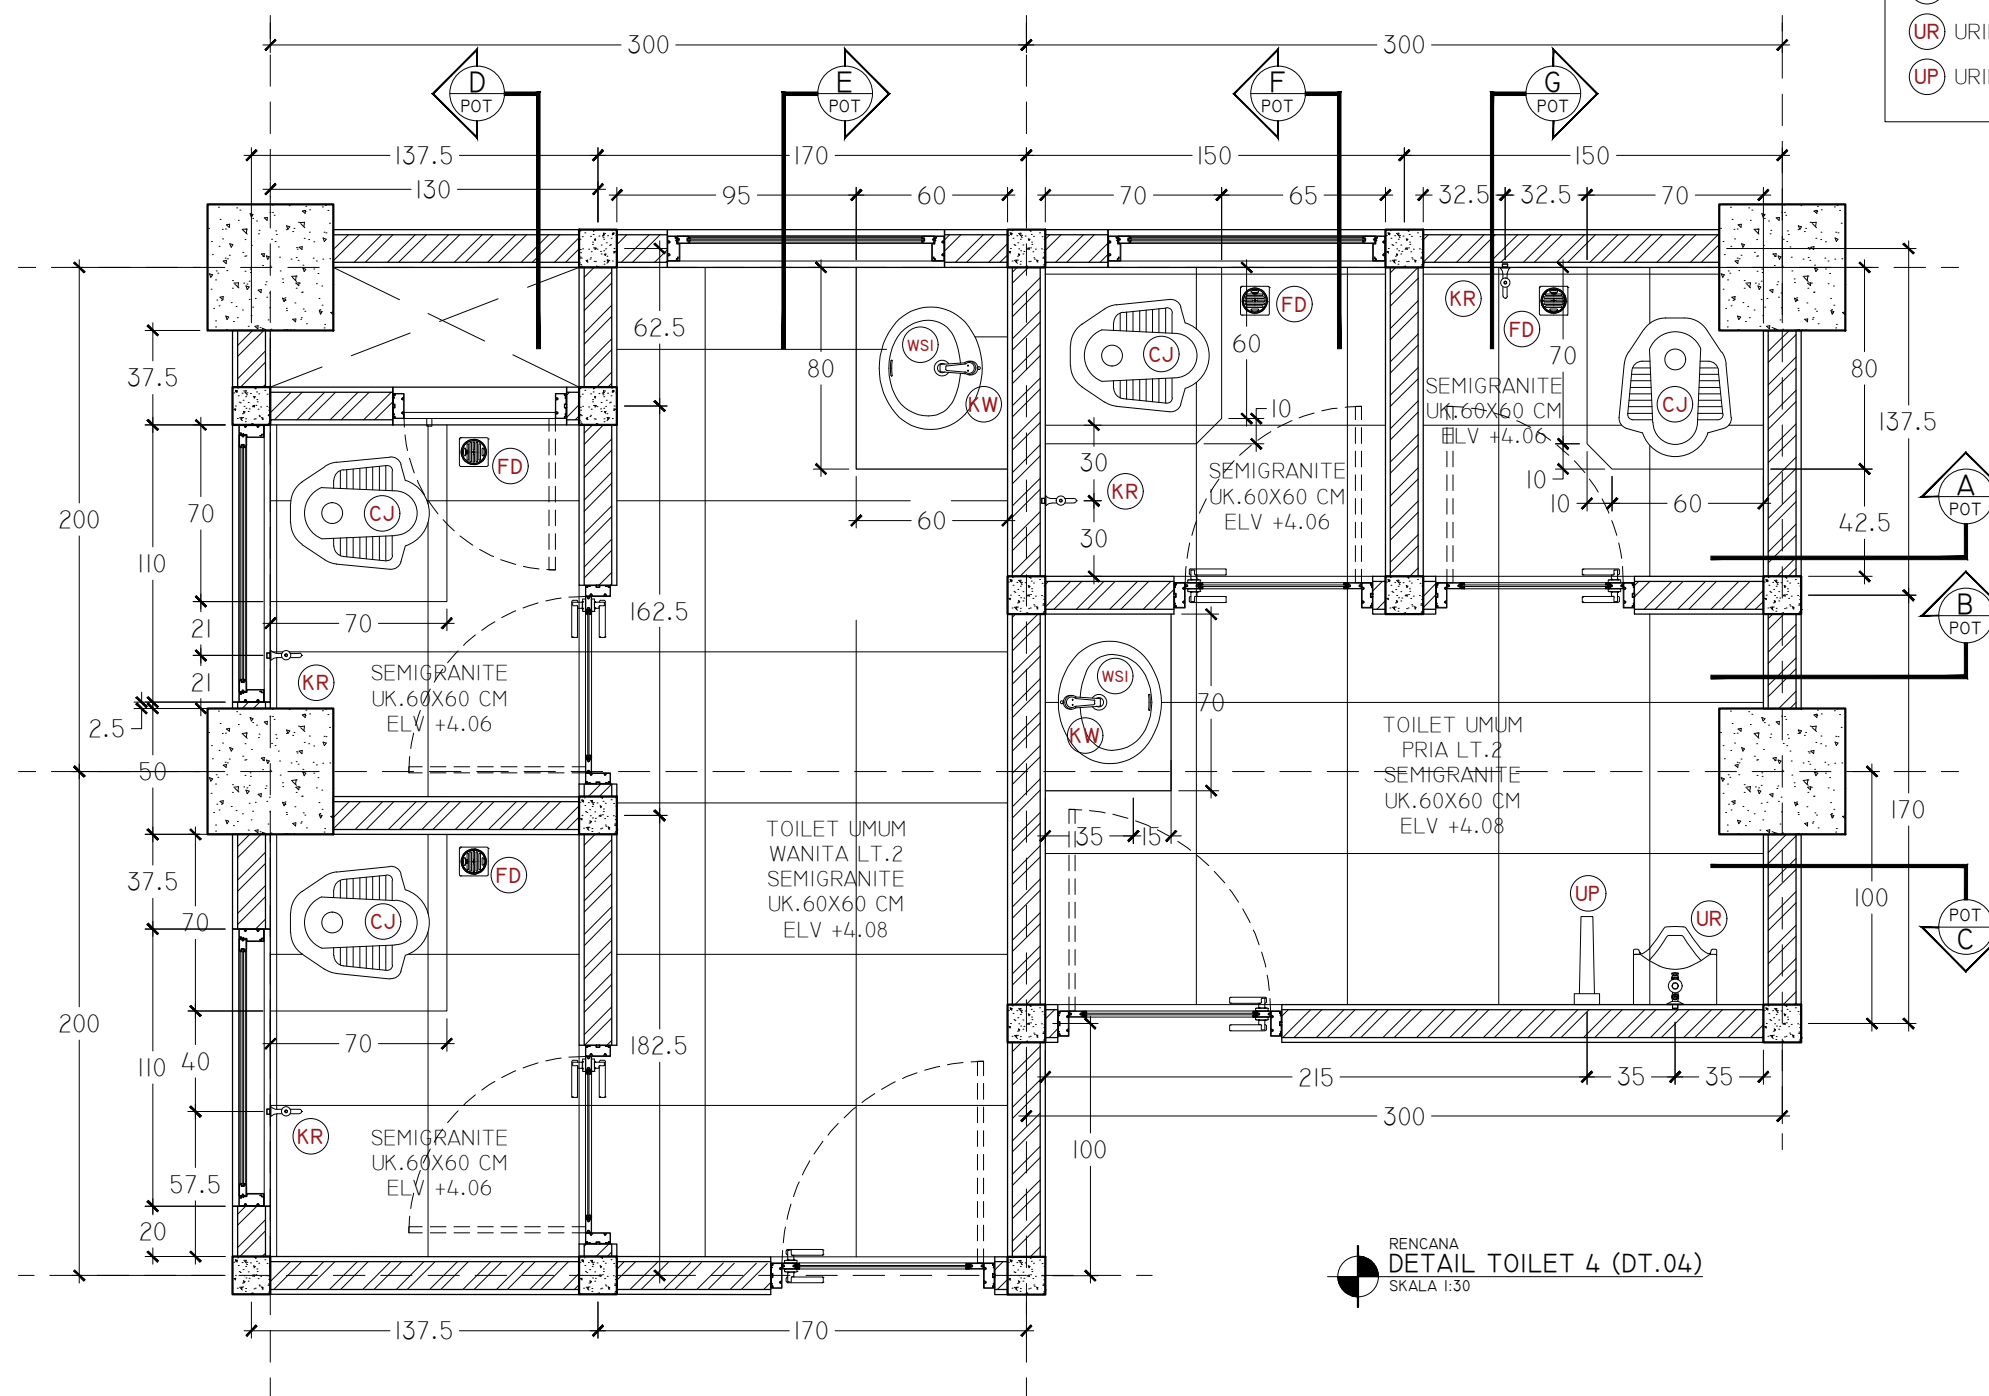 300
300
UR URI
UP URI
D
POT
E
POT
F
POT
G
POT
137.5
170
150
150
130
95
60
70
65
32.5
32.5
70
62.5
80
WSI
KW
FD
60
CJ
10
KR
FD
70
CJ
80
137.5
SEMIGRANITE
UK.60X60 CM
ELV +4.06
37.5
FD
CJ
30
KR
30
SEMIGRANITE
UK.60X60 CM
ELV +4.06
10
10
60
42.5
A
POT
200
70
110
60
21
70
162.5
B
POT
21
KR
SEMIGRANITE
UK.60X60 CM
ELV +4.06
WSI
KW
70
2.5
50
TOILET UMUM
PRIA LT.2
SEMIGRANITE
UK.60X60 CM
ELV +4.08
35
15
170
TOILET UMUM
WANITA LT.2
SEMIGRANITE
UK.60X60 CM
ELV +4.08
37.5
70
FD
CJ
UP
UR
100
POT
C
200
110
40
70
182.5
KR
SEMIGRANITE
UK.60X60 CM
ELV +4.06
57.5
20
215
35
35
300
100
RENCANA
DETAIL TOILET 4 (DT.04)
SKALA 1:30
137.5
170